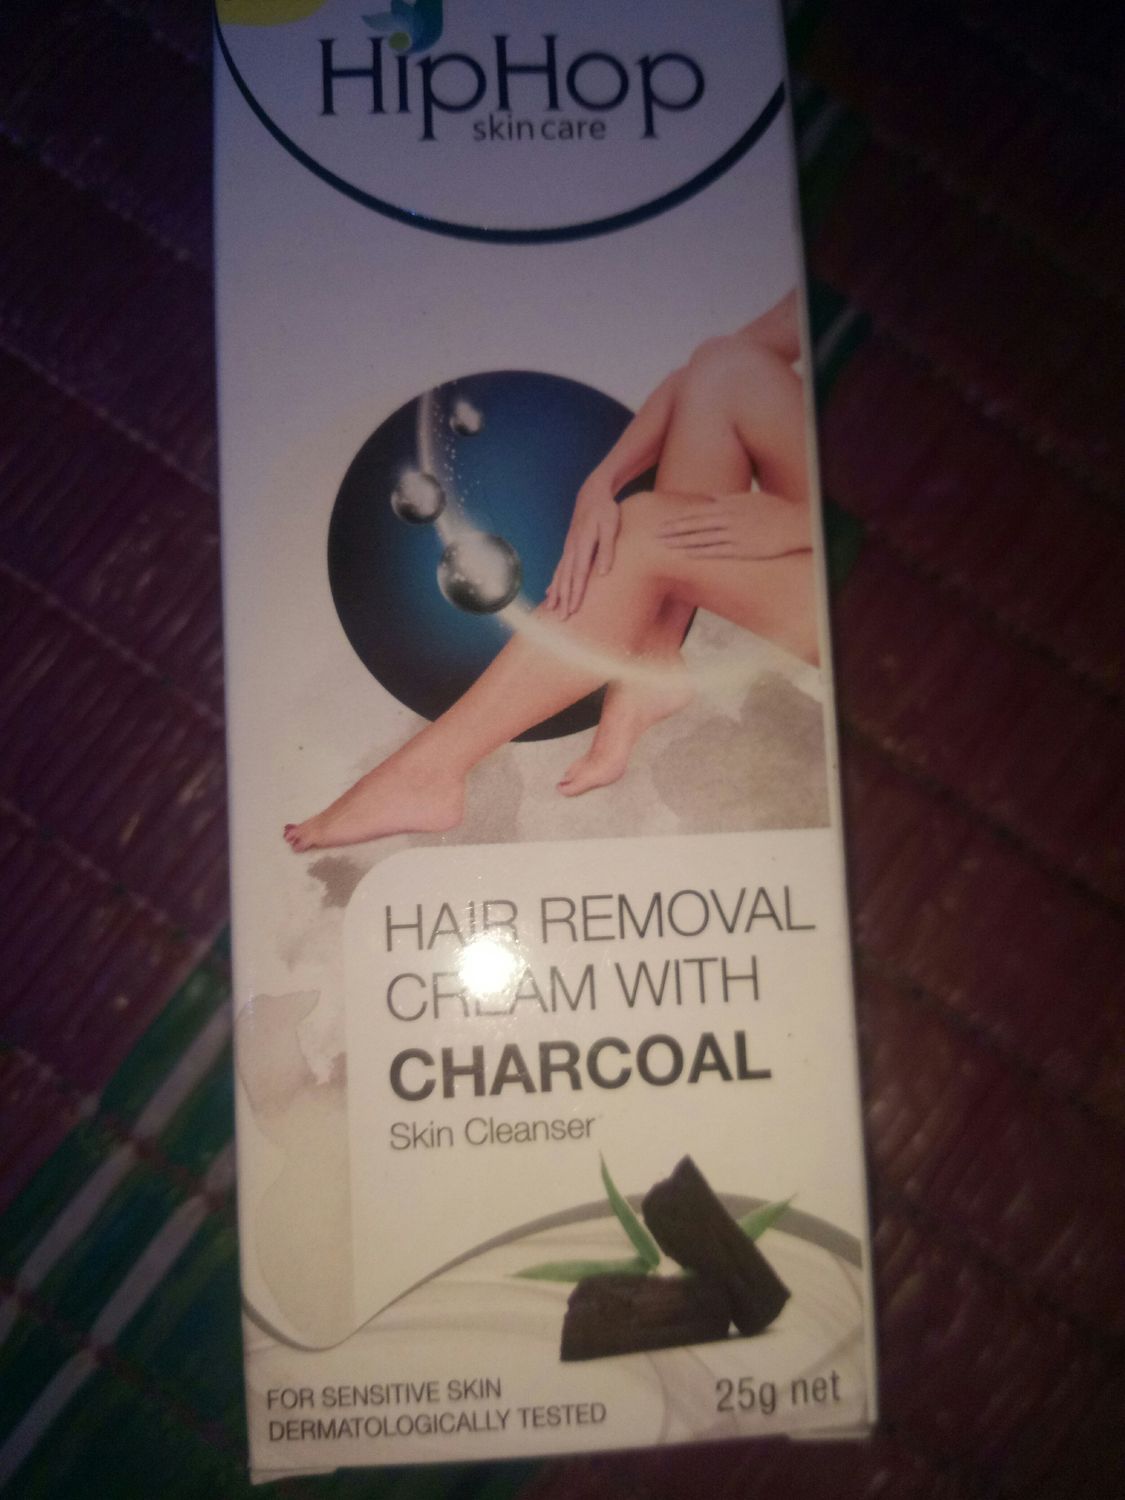 HipHop
skin care
HAIR REMOVAL
CREAM WITH
CHARCOAL
Skin Cleanser
FOR SENSITIVE SKIN
DERMATOLOGICALLY TESTED
25g net